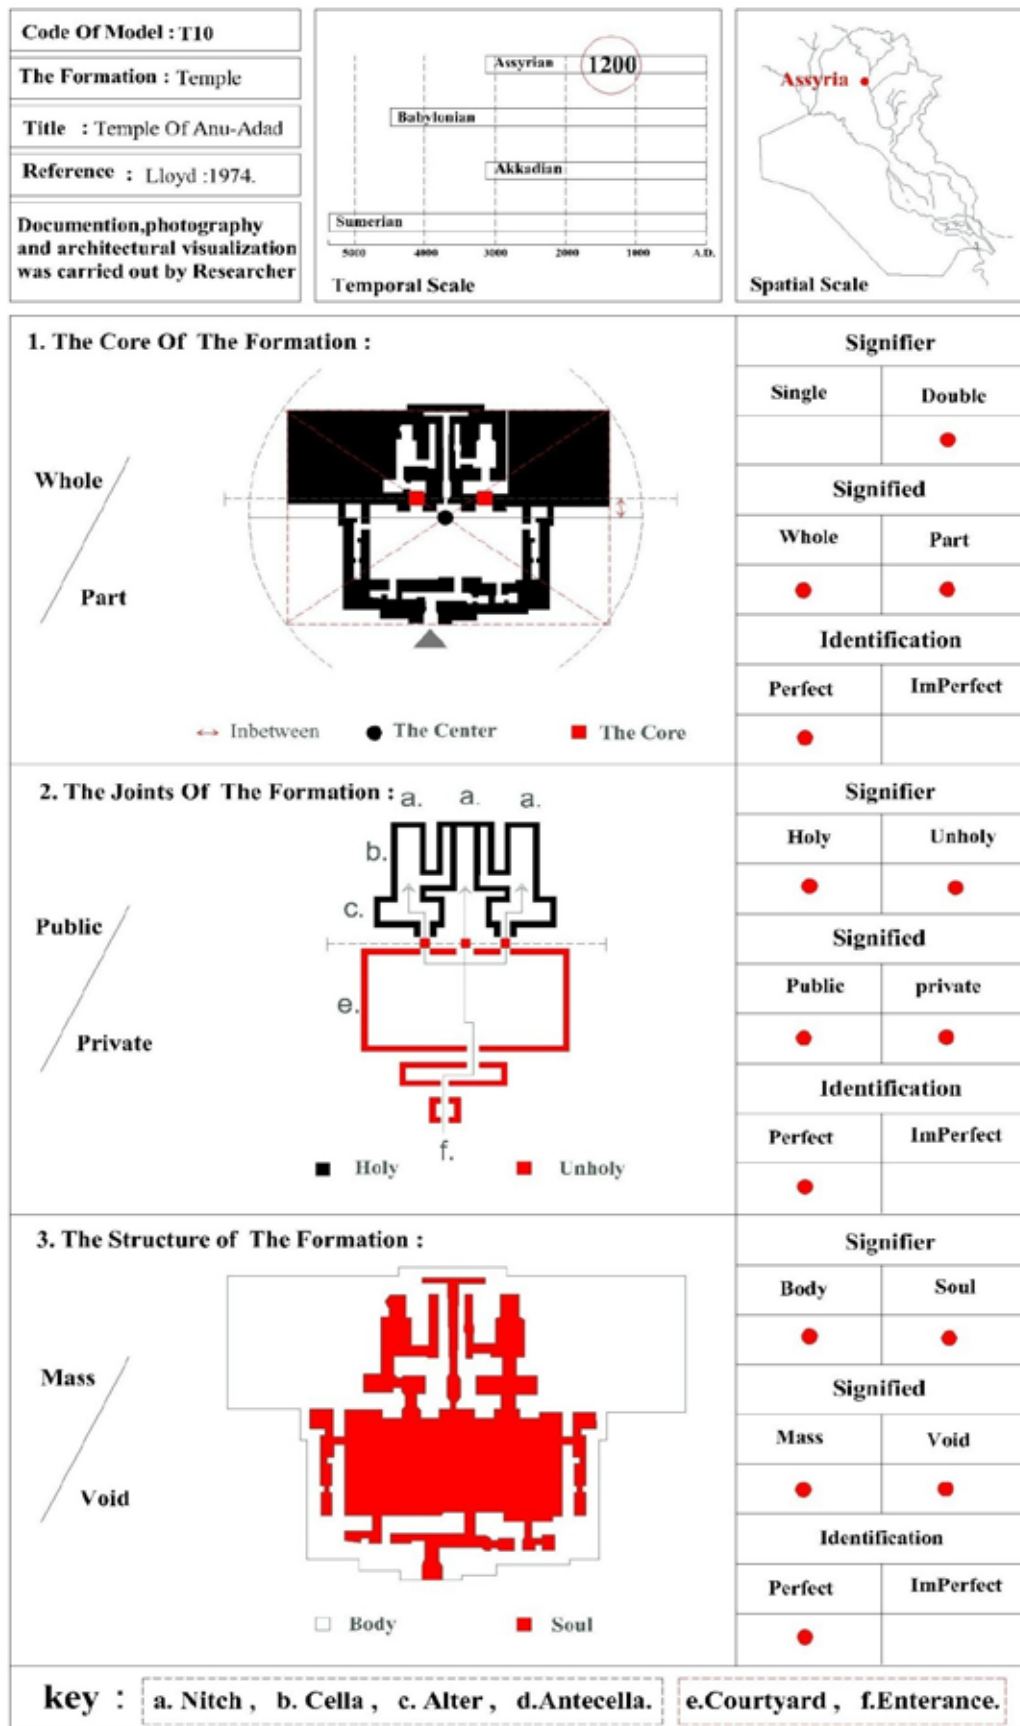 Code Of Model : T10
The Formation : Temple
Title : Temple Of Anu-Adad
Reference : Lloyd :1974.
Documention,photography
and architectural visualization
was carried out by Researcher
Assyrian
1200
Babylonian
Akkadian
Sumerian
5000 4000 3000 2000 1000 A.D.
Temporal Scale
Assyria
Spatial Scale
1. The Core Of The Formation :
Whole
Part
Inbetween The Center The Core
Signifier
Single Double
Signified
Whole Part
Identification
Perfect ImPerfect
2. The Joints Of The Formation :
a. a. a.
b.
c.
e.
f.
Public
Private
Holy Unholy
Signifier
Holy Unholy
Signified
Public private
Identification
Perfect ImPerfect
3. The Structure of The Formation :
Mass
Void
Body Soul
Signifier
Body Soul
Signified
Mass Void
Identification
Perfect ImPerfect
key : a. Nitch , b. Cella , c. Alter , d.Antecella. e.Courtyard , f.Enterance.